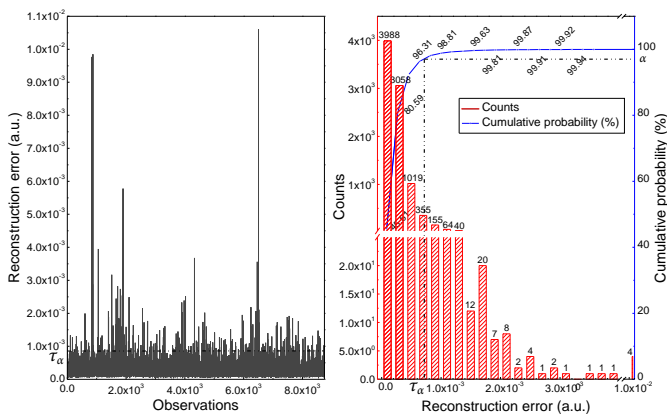 1.1x10⁻²
1.0x10⁻²
9.0x10⁻³
8.0x10⁻³
7.0x10⁻³
6.0x10⁻³
5.0x10⁻³
4.0x10⁻³
3.0x10⁻³
2.0x10⁻³
1.0x10⁻³
τα
0.0
Reconstruction error (a.u.)
0.0 2.0x10³ 4.0x10³ 6.0x10³ 8.0x10³
Observations
4x10³
3x10³
2x10³
1x10³
2.0x10¹
1.5x10¹
1.0x10¹
5.0x10⁰
0.0
Counts
3988
3058
1019
355
155
64
40
12
20
7
8
2
4
1
2
1
1
1
1
4
80.59
96.31
98.81
99.63
99.87
99.92
99.81
99.91
99.94
Counts
Cumulative probability (%)
100
α
80
60
40
20
0
Cumulative probability (%)
0.0 τα 1.0x10⁻³ 2.0x10⁻³ 3.0x10⁻³ 1.0x10⁻²
Reconstruction error (a.u.)